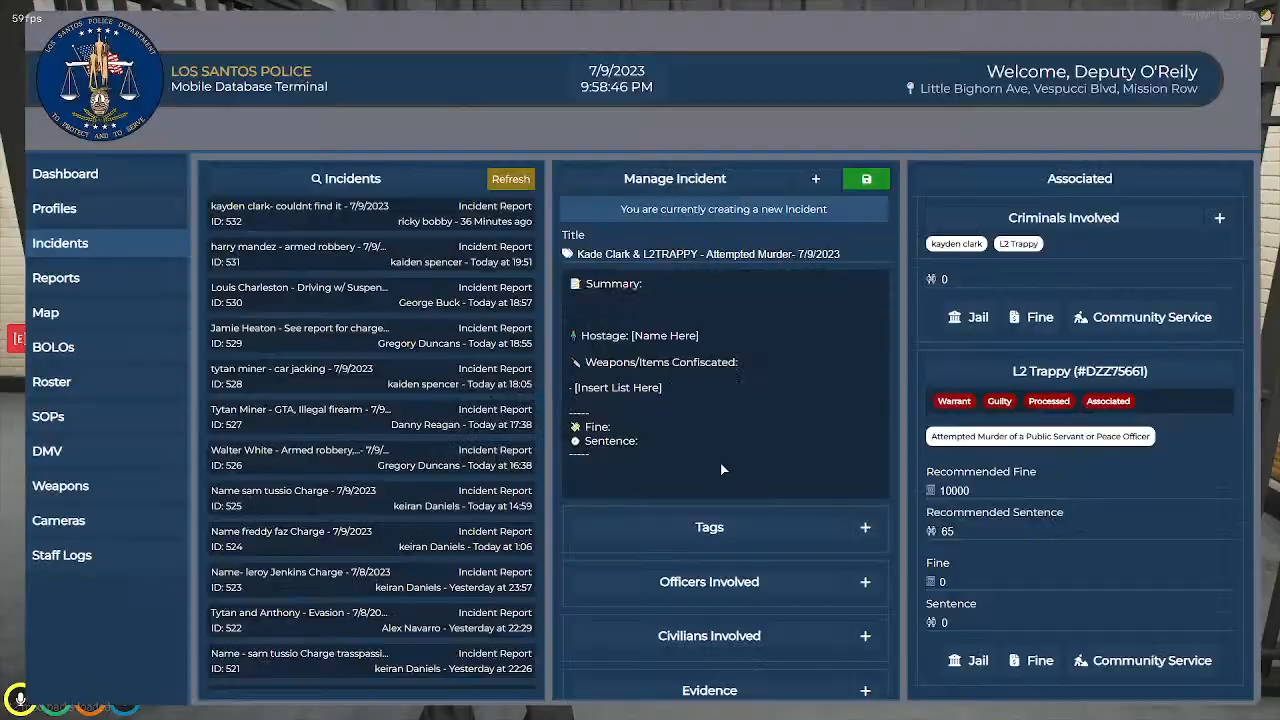 59fps
LOS SANTOS POLICE DEPARTMENT
TO PROTECT AND TO SERVE
LOS SANTOS POLICE
Mobile Database Terminal
7/9/2023
9:58:46 PM
Welcome, Deputy O'Reily
Little Bighorn Ave, Vespucci Blvd, Mission Row
Dashboard
Profiles
Incidents
Reports
Map
BOLOs
Roster
SOPs
DMV
Weapons
Cameras
Staff Logs
[E]
Incidents
Refresh
kayden clark- couldnt find it - 7/9/2023 Incident Report
ID: 532 ricky bobby - 36 Minutes ago
harry mandez - armed robbery - 7/9/... Incident Report
ID: 531 kaiden spencer - Today at 19:51
Louis Charleston - Driving w/ Suspen... Incident Report
ID: 530 George Buck - Today at 18:57
Jamie Heaton - See report for charge... Incident Report
ID: 529 Gregory Duncans - Today at 18:55
tytan miner - car jacking - 7/9/2023 Incident Report
ID: 528 kaiden spencer - Today at 18:05
Tytan Miner - GTA, Illegal firearm - 7/9... Incident Report
ID: 527 Danny Reagan - Today at 17:38
Walter White - Armed robbery,...- 7/9/... Incident Report
ID: 526 Gregory Duncans - Today at 16:38
Name sam tussio Charge - 7/9/2023 Incident Report
ID: 525 keiran Daniels - Today at 14:59
Name freddy faz Charge - 7/9/2023 Incident Report
ID: 524 keiran Daniels - Today at 1:06
Name- leroy Jenkins Charge - 7/8/2023 Incident Report
ID: 523 keiran Daniels - Yesterday at 23:57
Tytan and Anthony - Evasion - 7/8/20... Incident Report
ID: 522 Alex Navarro - Yesterday at 22:29
Name - sam tussio Charge trasspassi... Incident Report
ID: 521 keiran Daniels - Yesterday at 22:26
Manage Incident +
You are currently creating a new Incident
Title
Kade Clark & L2TRAPPY - Attempted Murder- 7/9/2023
Summary:
Hostage: [Name Here]
Weapons/Items Confiscated:
- [Insert List Here]
-----
Fine:
Sentence:
-----
Tags +
Officers Involved +
Civilians Involved +
Evidence +
Associated
Criminals Involved +
kayden clark L2 Trappy
0
Jail Fine Community Service
L2 Trappy (#DZZ75661)
Warrant Guilty Processed Associated
Attempted Murder of a Public Servant or Peace Officer
Recommended Fine
10000
Recommended Sentence
65
Fine
0
Sentence
0
Jail Fine Community Service